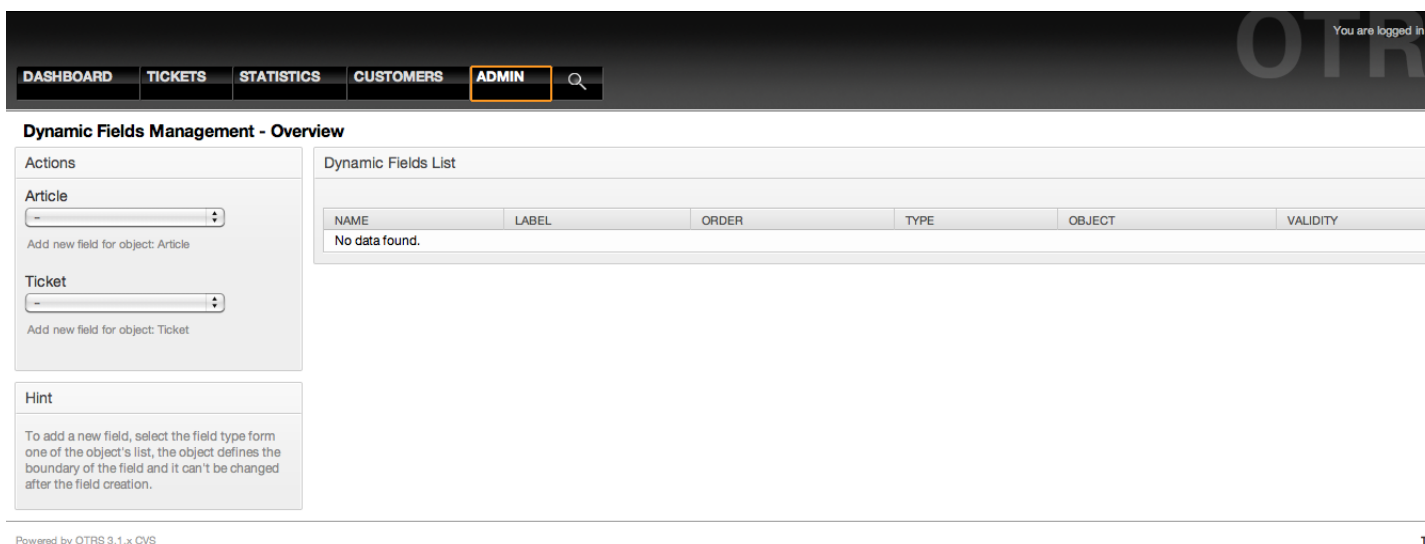 You are logged in
OTR
DASHBOARD TICKETS STATISTICS CUSTOMERS ADMIN
Dynamic Fields Management - Overview
Actions
Article
-
Add new field for object: Article
Ticket
-
Add new field for object: Ticket
Hint
To add a new field, select the field type form
one of the object's list, the object defines the
boundary of the field and it can't be changed
after the field creation.
Dynamic Fields List
NAME LABEL ORDER TYPE OBJECT VALIDITY
No data found.
Powered by OTRS 3.1.x CVS